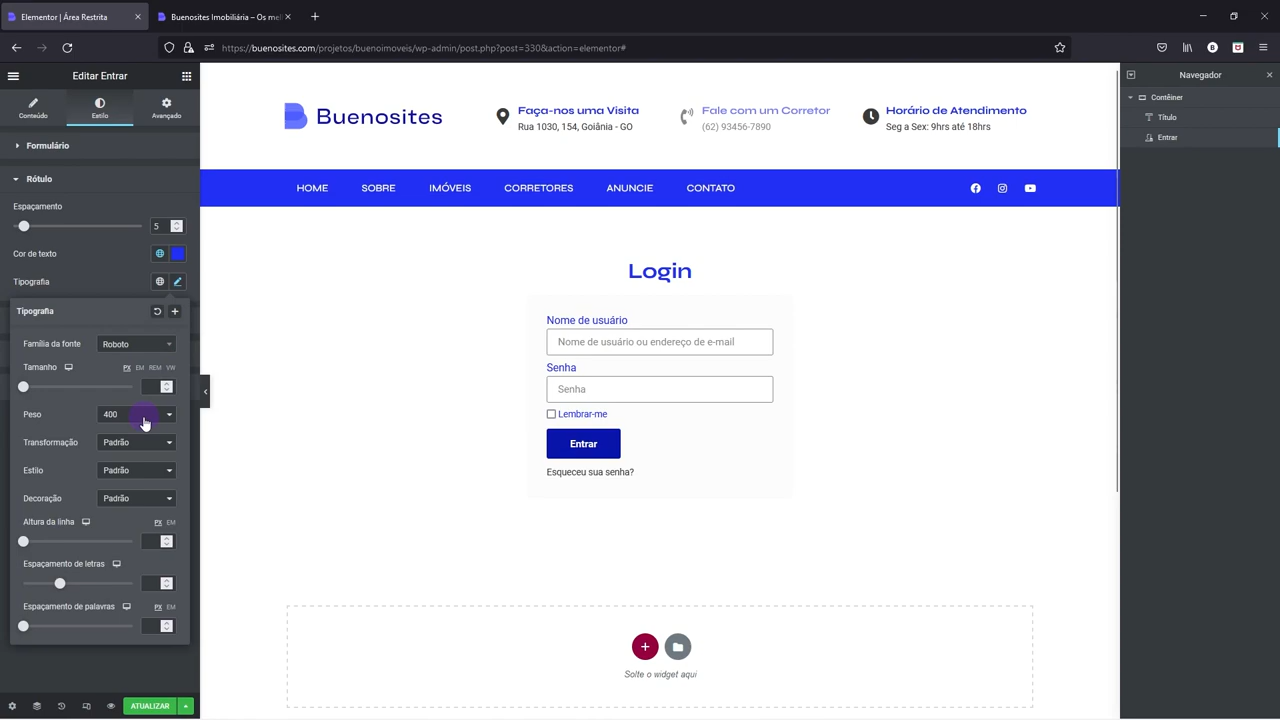 Elementor | Área Restrita
Buenosites Imobiliária – Os mel
https://buenosites.com/projetos/buenoimoveis/wp-admin/post.php?post=330&action=elementor#
Editar Entrar
Conteúdo
Estilo
Avançado
Formulário
Rótulo
Espaçamento
5
Cor de texto
Tipografia
Tipografia
Família da fonte
Roboto
Tamanho
PX EM REM VW
Peso
400
Transformação
Padrão
Estilo
Padrão
Decoração
Padrão
Altura da linha
PX EM
Espaçamento de letras
Espaçamento de palavras
PX EM
ATUALIZAR
Buenosites
Faça-nos uma Visita
Rua 1030, 154, Goiânia - GO
Fale com um Corretor
(62) 93456-7890
Horário de Atendimento
Seg a Sex: 9hrs até 18hrs
HOME
SOBRE
IMÓVEIS
CORRETORES
ANUNCIE
CONTATO
Login
Nome de usuário
Nome de usuário ou endereço de e-mail
Senha
Senha
Lembrar-me
Entrar
Esqueceu sua senha?
Solte o widget aqui
Navegador
Contêiner
Título
Entrar